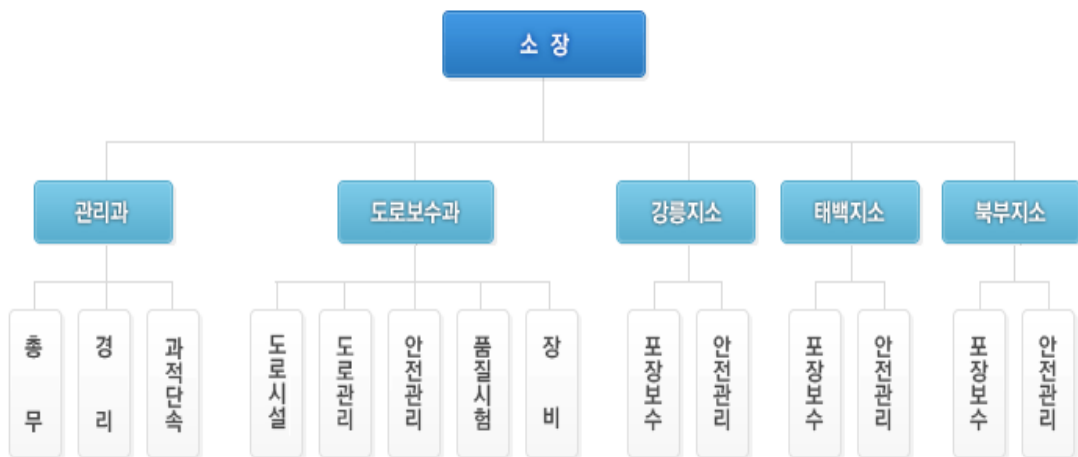 소 장
관리과
도로보수과
강릉지소
태백지소
북부지소
총 무
경 리
과적단속
도로시설
도로관리
안전관리
품질시험
장 비
포장보수
안전관리
포장보수
안전관리
포장보수
안전관리